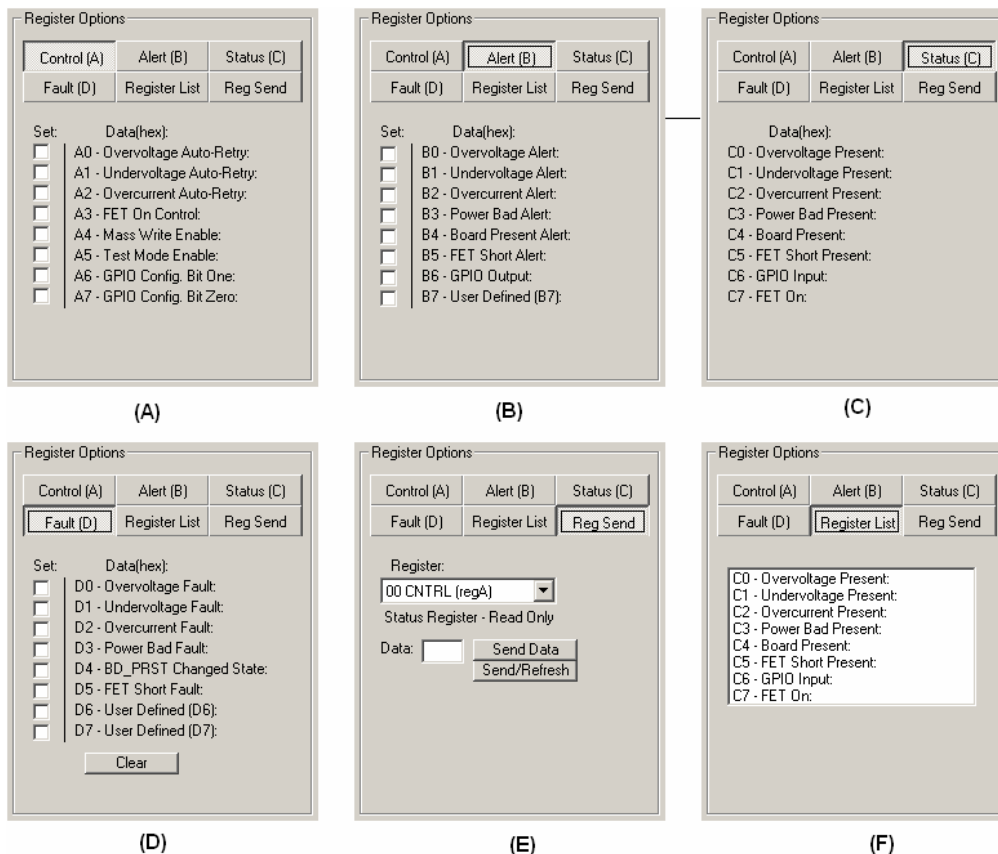 Register Options
Control (A) Alert (B) Status (C)
Fault (D) Register List Reg Send
Set: Data(hex):
A0 - Overvoltage Auto-Retry:
A1 - Undervoltage Auto-Retry:
A2 - Overcurrent Auto-Retry:
A3 - FET On Control:
A4 - Mass Write Enable:
A5 - Test Mode Enable:
A6 - GPIO Config. Bit One:
A7 - GPIO Config. Bit Zero:
(A)
Register Options
Control (A) Alert (B) Status (C)
Fault (D) Register List Reg Send
Set: Data(hex):
B0 - Overvoltage Alert:
B1 - Undervoltage Alert:
B2 - Overcurrent Alert:
B3 - Power Bad Alert:
B4 - Board Present Alert:
B5 - FET Short Alert:
B6 - GPIO Output:
B7 - User Defined (B7):
(B)
Register Options
Control (A) Alert (B) Status (C)
Fault (D) Register List Reg Send
Data(hex):
C0 - Overvoltage Present:
C1 - Undervoltage Present:
C2 - Overcurrent Present:
C3 - Power Bad Present:
C4 - Board Present:
C5 - FET Short Present:
C6 - GPIO Input:
C7 - FET On:
(C)
Register Options
Control (A) Alert (B) Status (C)
Fault (D) Register List Reg Send
Set: Data(hex):
D0 - Overvoltage Fault:
D1 - Undervoltage Fault:
D2 - Overcurrent Fault:
D3 - Power Bad Fault:
D4 - BD_PRST Changed State:
D5 - FET Short Fault:
D6 - User Defined (D6):
D7 - User Defined (D7):
Clear
(D)
Register Options
Control (A) Alert (B) Status (C)
Fault (D) Register List Reg Send
Register:
00 CNTRL (regA)
Status Register - Read Only
Data: Send Data
Send/Refresh
(E)
Register Options
Control (A) Alert (B) Status (C)
Fault (D) Register List Reg Send
C0 - Overvoltage Present:
C1 - Undervoltage Present:
C2 - Overcurrent Present:
C3 - Power Bad Present:
C4 - Board Present:
C5 - FET Short Present:
C6 - GPIO Input:
C7 - FET On:
(F)